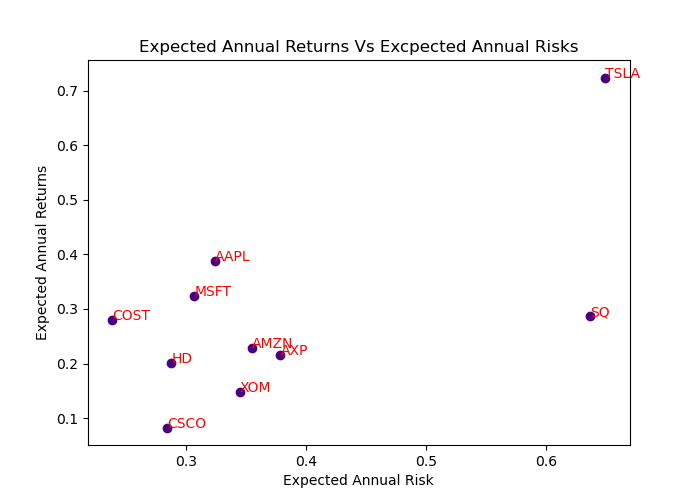 Expected Annual Returns Vs Excpected Annual Risks
Expected Annual Returns
0.7
0.6
0.5
0.4
0.3
0.2
0.1
TSLA
AAPL
MSFT
COST
SQ
AMZN
AXP
HD
XOM
CSCO
0.3 0.4 0.5 0.6
Expected Annual Risk